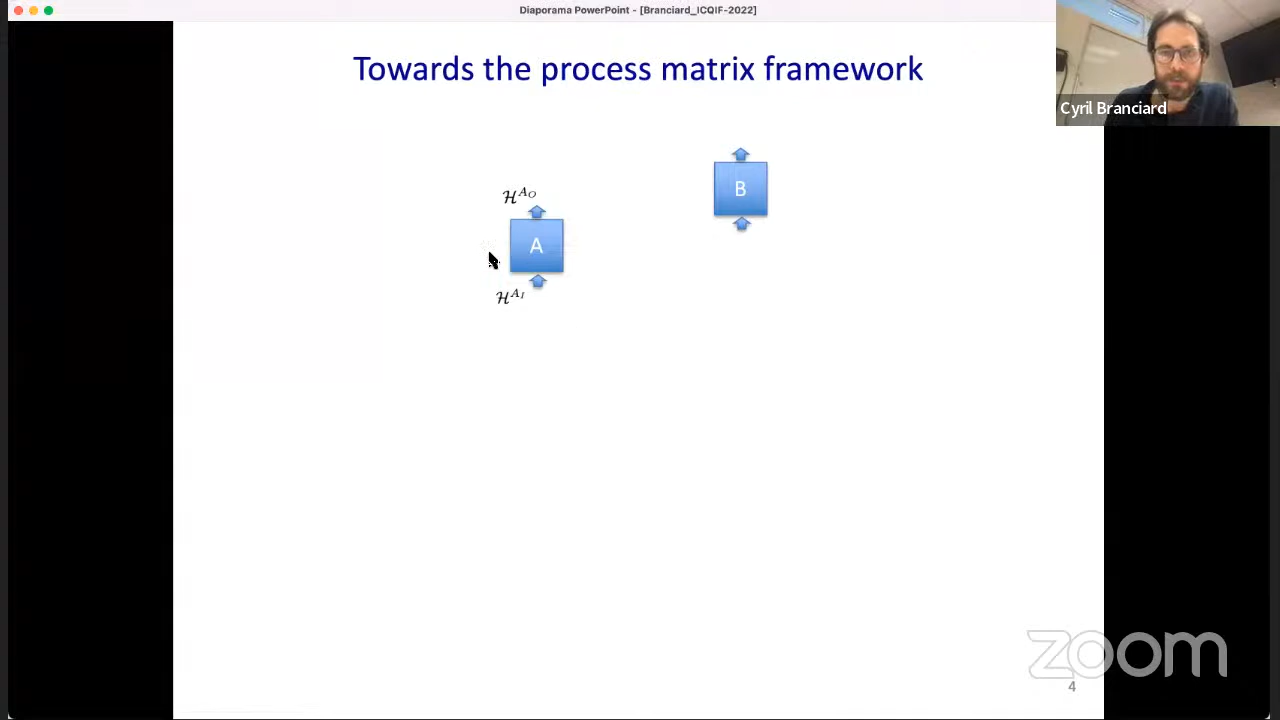 Diaporama PowerPoint - [Branciard_ICQIF-2022]
Towards the process matrix framework
Cyril Branciard
B
ℋ^{A_O}
A
ℋ^{A_I}
zoom
4